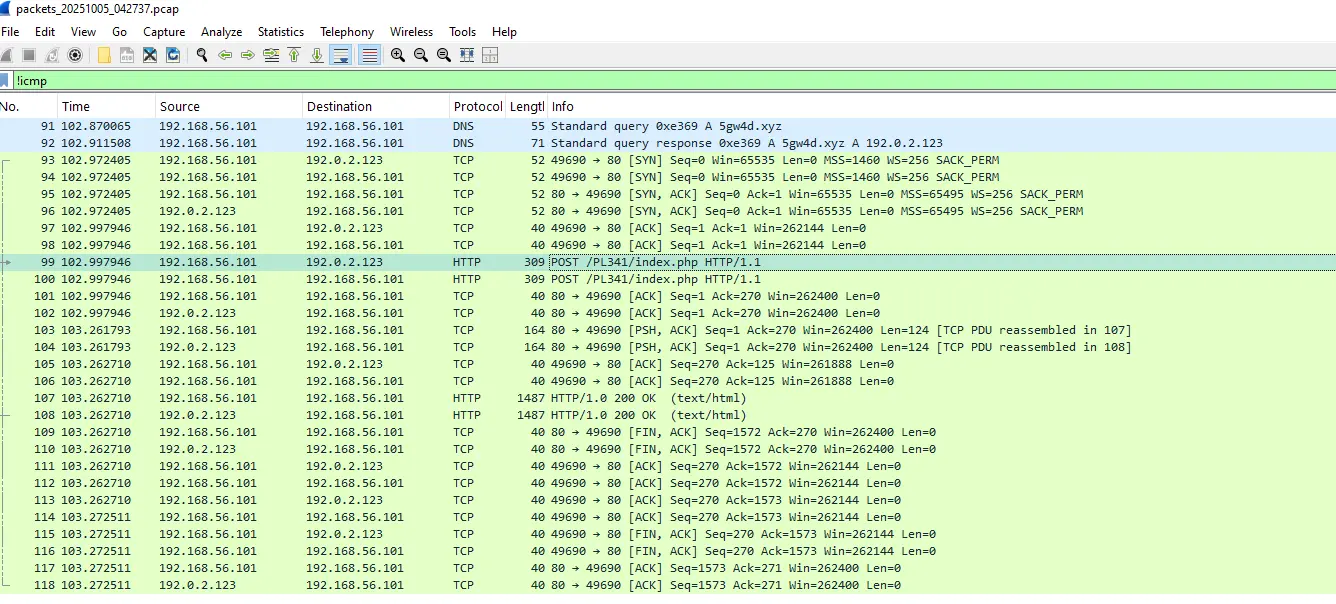 packets_20251005_042737.pcap
File Edit View Go Capture Analyze Statistics Telephony Wireless Tools Help
!icmp
No. Time Source Destination Protocol Lengtl Info
91 102.870065 192.168.56.101 192.168.56.101 DNS 55 Standard query 0xe369 A 5gw4d.xyz
92 102.911508 192.168.56.101 192.168.56.101 DNS 71 Standard query response 0xe369 A 5gw4d.xyz A 192.0.2.123
93 102.972405 192.168.56.101 192.0.2.123 TCP 52 49690 → 80 [SYN] Seq=0 Win=65535 Len=0 MSS=1460 WS=256 SACK_PERM
94 102.972405 192.168.56.101 192.168.56.101 TCP 52 49690 → 80 [SYN] Seq=0 Win=65535 Len=0 MSS=1460 WS=256 SACK_PERM
95 102.972405 192.168.56.101 192.168.56.101 TCP 52 80 → 49690 [SYN, ACK] Seq=0 Ack=1 Win=65535 Len=0 MSS=65495 WS=256 SACK_PERM
96 102.972405 192.0.2.123 192.168.56.101 TCP 52 80 → 49690 [SYN, ACK] Seq=0 Ack=1 Win=65535 Len=0 MSS=65495 WS=256 SACK_PERM
97 102.997946 192.168.56.101 192.0.2.123 TCP 40 49690 → 80 [ACK] Seq=1 Ack=1 Win=262144 Len=0
98 102.997946 192.168.56.101 192.168.56.101 TCP 40 49690 → 80 [ACK] Seq=1 Ack=1 Win=262144 Len=0
99 102.997946 192.168.56.101 192.0.2.123 HTTP 309 POST /PL341/index.php HTTP/1.1
100 102.997946 192.168.56.101 192.168.56.101 HTTP 309 POST /PL341/index.php HTTP/1.1
101 102.997946 192.168.56.101 192.168.56.101 TCP 40 80 → 49690 [ACK] Seq=1 Ack=270 Win=262400 Len=0
102 102.997946 192.0.2.123 192.168.56.101 TCP 40 80 → 49690 [ACK] Seq=1 Ack=270 Win=262400 Len=0
103 103.261793 192.168.56.101 192.168.56.101 TCP 164 80 → 49690 [PSH, ACK] Seq=1 Ack=270 Win=262400 Len=124 [TCP PDU reassembled in 107]
104 103.261793 192.0.2.123 192.168.56.101 TCP 164 80 → 49690 [PSH, ACK] Seq=1 Ack=270 Win=262400 Len=124 [TCP PDU reassembled in 108]
105 103.262710 192.168.56.101 192.0.2.123 TCP 40 49690 → 80 [ACK] Seq=270 Ack=125 Win=261888 Len=0
106 103.262710 192.168.56.101 192.168.56.101 TCP 40 49690 → 80 [ACK] Seq=270 Ack=125 Win=261888 Len=0
107 103.262710 192.168.56.101 192.168.56.101 HTTP 1487 HTTP/1.0 200 OK (text/html)
108 103.262710 192.0.2.123 192.168.56.101 HTTP 1487 HTTP/1.0 200 OK (text/html)
109 103.262710 192.168.56.101 192.168.56.101 TCP 40 80 → 49690 [FIN, ACK] Seq=1572 Ack=270 Win=262400 Len=0
110 103.262710 192.0.2.123 192.168.56.101 TCP 40 80 → 49690 [FIN, ACK] Seq=1572 Ack=270 Win=262400 Len=0
111 103.262710 192.168.56.101 192.0.2.123 TCP 40 49690 → 80 [ACK] Seq=270 Ack=1572 Win=262144 Len=0
112 103.262710 192.168.56.101 192.168.56.101 TCP 40 49690 → 80 [ACK] Seq=270 Ack=1572 Win=262144 Len=0
113 103.262710 192.168.56.101 192.0.2.123 TCP 40 49690 → 80 [ACK] Seq=270 Ack=1573 Win=262144 Len=0
114 103.272511 192.168.56.101 192.168.56.101 TCP 40 49690 → 80 [ACK] Seq=270 Ack=1573 Win=262144 Len=0
115 103.272511 192.168.56.101 192.0.2.123 TCP 40 49690 → 80 [FIN, ACK] Seq=270 Ack=1573 Win=262144 Len=0
116 103.272511 192.168.56.101 192.168.56.101 TCP 40 49690 → 80 [FIN, ACK] Seq=270 Ack=1573 Win=262144 Len=0
117 103.272511 192.168.56.101 192.168.56.101 TCP 40 80 → 49690 [ACK] Seq=1573 Ack=271 Win=262400 Len=0
118 103.272511 192.0.2.123 192.168.56.101 TCP 40 80 → 49690 [ACK] Seq=1573 Ack=271 Win=262400 Len=0